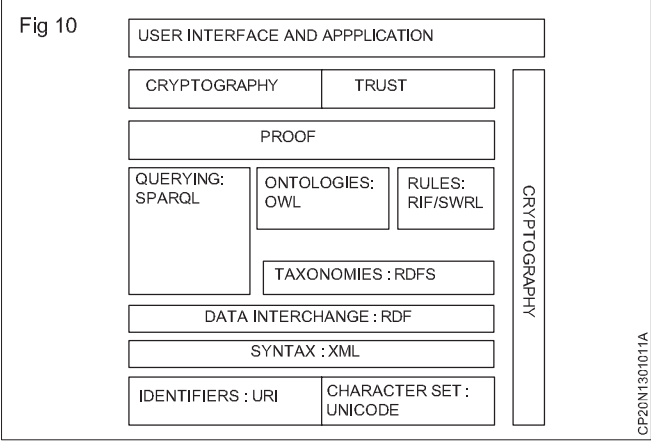 Fig 10
USER INTERFACE AND APPPLICATION
CRYPTOGRAPHY
TRUST
PROOF
QUERYING:
SPARQL
ONTOLOGIES:
OWL
RULES:
RIF/SWRL
TAXONOMIES : RDFS
DATA INTERCHANGE : RDF
SYNTAX : XML
IDENTIFIERS : URI
CHARACTER SET :
UNICODE
CRYPTOGRAPHY
CP20N1301011A